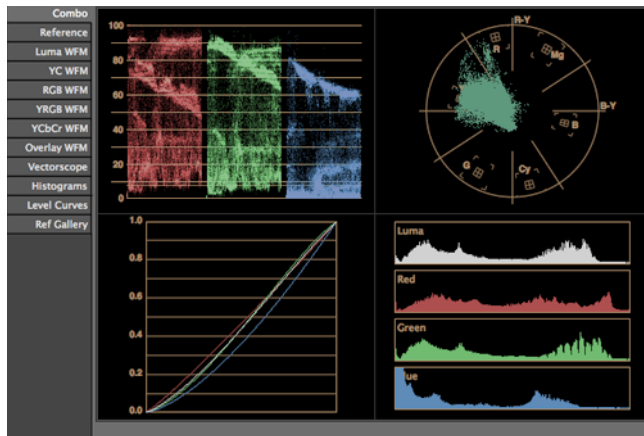 Combo
Reference
Luma WFM
YC WFM
RGB WFM
YRGB WFM
YCbCr WFM
Overlay WFM
Vectorscope
Histograms
Level Curves
Ref Gallery
100
80
60
40
20
0
R-Y
R
Mg
B-Y
B
G
Cy
1.0
0.8
0.6
0.4
0.2
0.0
Luma
Red
Green
lue